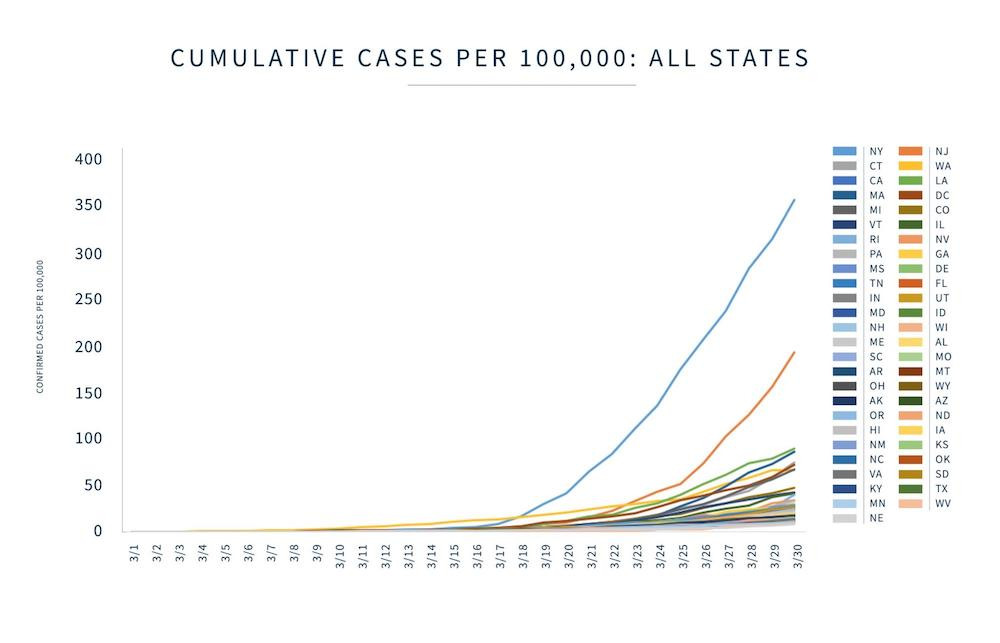 CUMULATIVE CASES PER 100,000: ALL STATES
CONFIRMED CASES PER 100,000
400
350
300
250
200
150
100
50
0
3/1 3/2 3/3 3/4 3/5 3/6 3/7 3/8 3/9 3/10 3/11 3/12 3/13 3/14 3/15 3/16 3/17 3/18 3/19 3/20 3/21 3/22 3/23 3/24 3/25 3/26 3/27 3/28 3/29 3/30
NY NJ
CT WA
CA LA
MA DC
MI CO
VT IL
RI NV
PA GA
MS DE
TN FL
IN UT
MD ID
NH WI
ME AL
SC MO
AR MT
OH WY
AK AZ
OR ND
HI IA
NM KS
NC OK
VA SD
KY TX
MN WV
NE